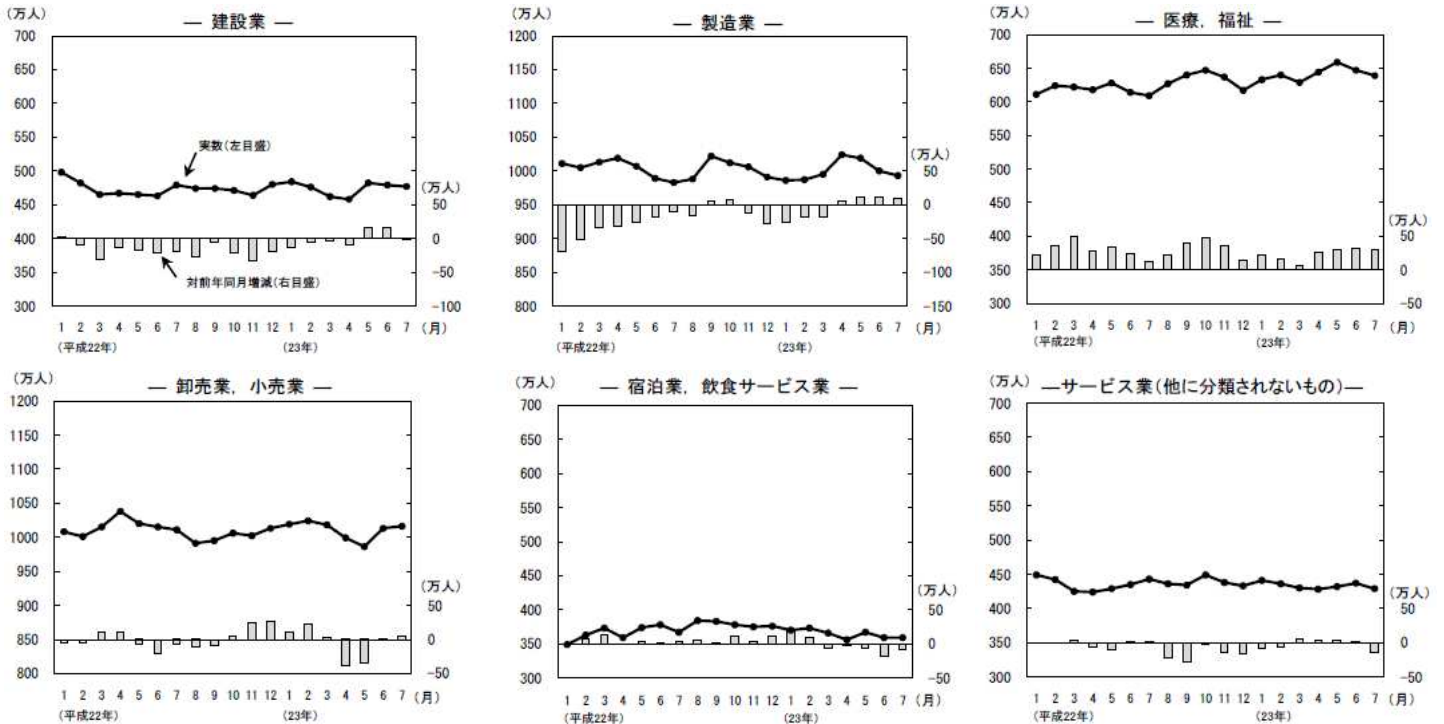 (万人)
— 建設業 —
700
650
600
550
500
450
400
350
300
実数(左目盛)
対前年同月増減(右目盛)
(万人)
50
0
-50
-100
1 2 3 4 5 6 7 8 9 10 11 12 1 2 3 4 5 6 7 (月)
(平成22年) (23年)
(万人)
— 製造業 —
1200
1150
1100
1050
1000
950
900
850
800
(万人)
50
0
-50
-100
-150
1 2 3 4 5 6 7 8 9 10 11 12 1 2 3 4 5 6 7 (月)
(平成22年) (23年)
(万人)
— 医療，福祉 —
700
650
600
550
500
450
400
350
300
(万人)
50
0
-50
1 2 3 4 5 6 7 8 9 10 11 12 1 2 3 4 5 6 7 (月)
(平成22年) (23年)
(万人)
— 卸売業，小売業 —
1200
1150
1100
1050
1000
950
900
850
800
(万人)
50
0
-50
1 2 3 4 5 6 7 8 9 10 11 12 1 2 3 4 5 6 7 (月)
(平成22年) (23年)
(万人)
— 宿泊業，飲食サービス業 —
700
650
600
550
500
450
400
350
300
(万人)
50
0
-50
1 2 3 4 5 6 7 8 9 10 11 12 1 2 3 4 5 6 7 (月)
(平成22年) (23年)
(万人)
—サービス業(他に分類されないもの)—
700
650
600
550
500
450
400
350
300
(万人)
50
0
-50
1 2 3 4 5 6 7 8 9 10 11 12 1 2 3 4 5 6 7 (月)
(平成22年) (23年)